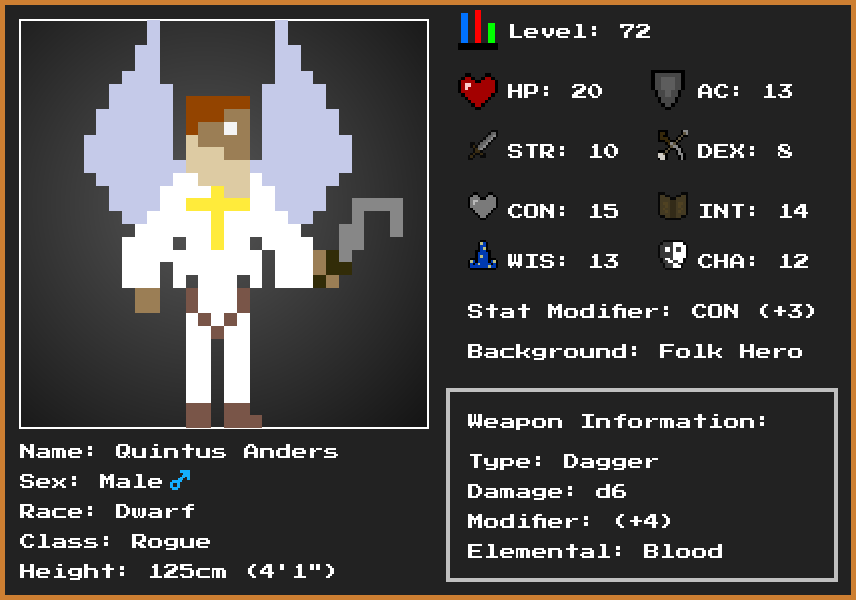 Level: 72
HP: 20
AC: 13
STR: 10
DEX: 8
CON: 15
INT: 14
WIS: 13
CHA: 12
Stat Modifier: CON (+3)
Background: Folk Hero
Weapon Information:
Type: Dagger
Damage: d6
Modifier: (+4)
Elemental: Blood
Name: Quintus Anders
Sex: Male♂
Race: Dwarf
Class: Rogue
Height: 125cm (4'1")